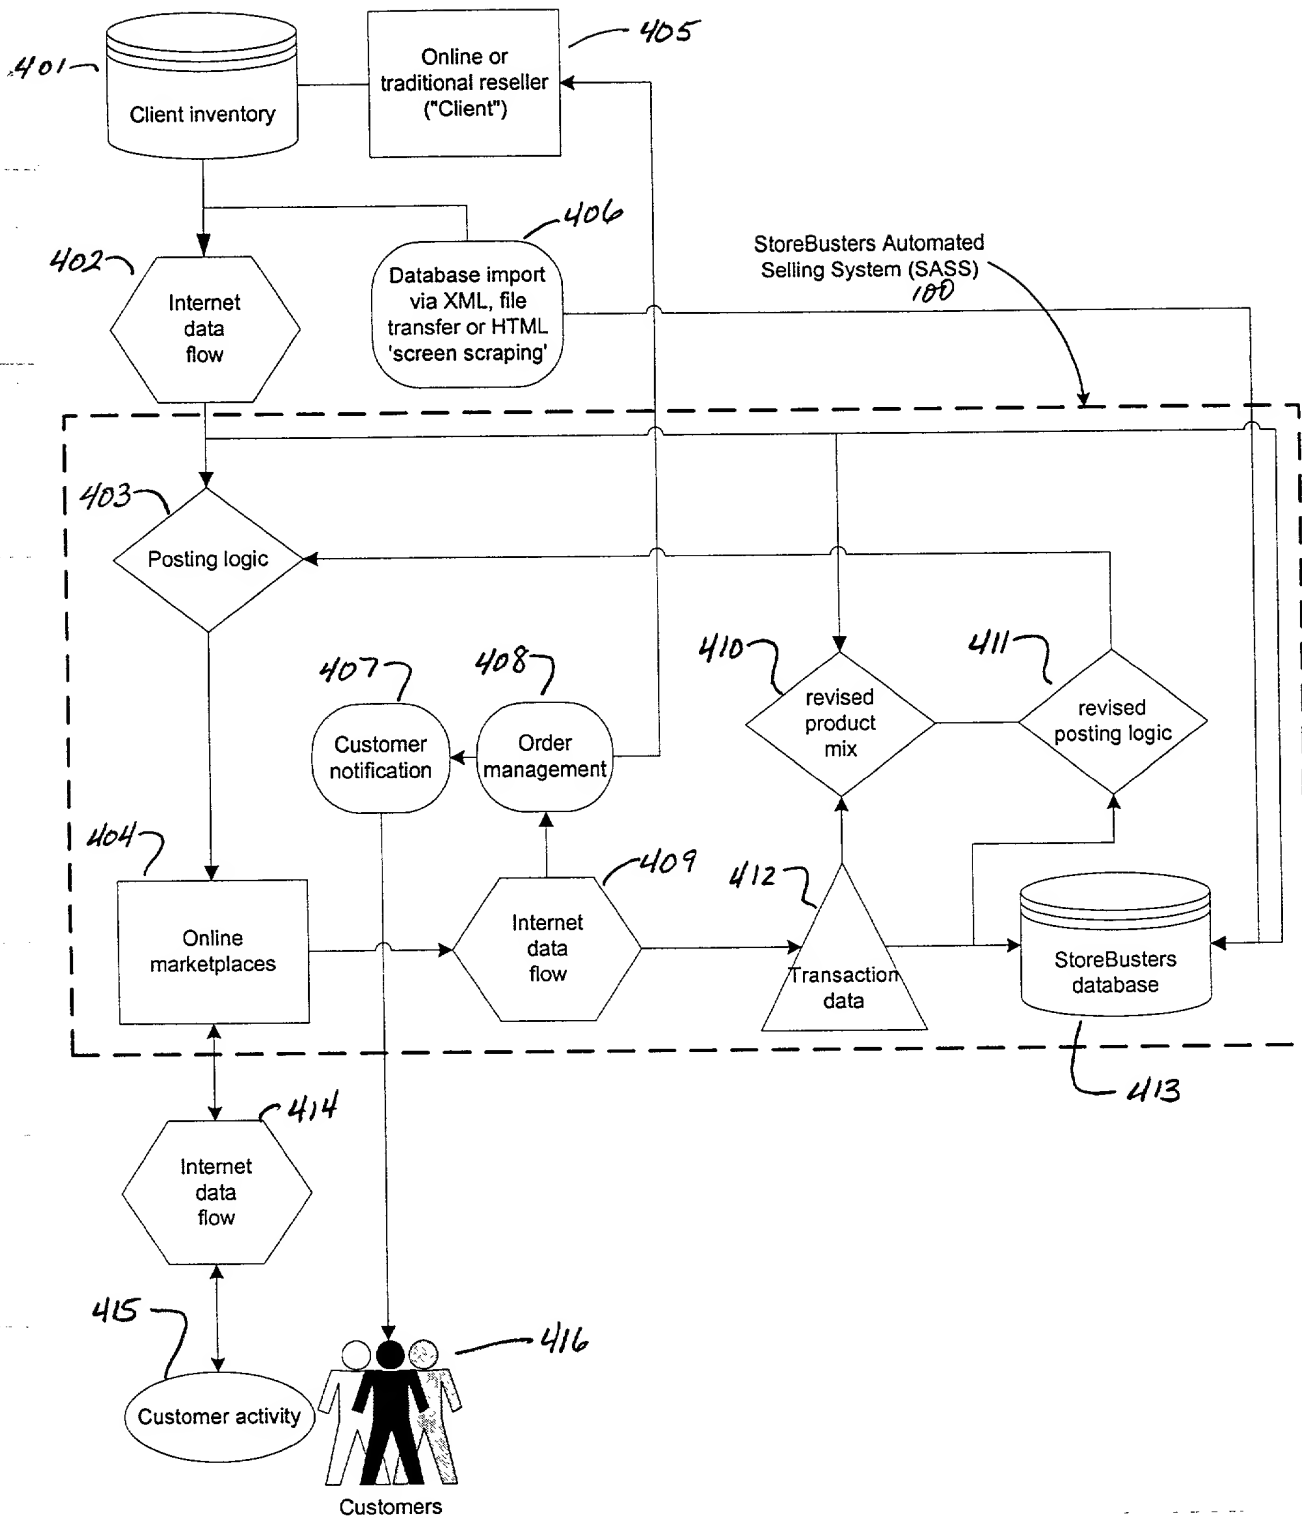 405
401
Online or
traditional reseller
("Client")
Client inventory
406
402
StoreBusters Automated
Selling System (SASS)
100
Database import
via XML, file
transfer or HTML
'screen scraping'
Internet
data
flow
403
Posting logic
410
411
407
408
revised
product
mix
revised
posting logic
Customer
notification
Order
management
404
409
412
Online
marketplaces
Internet
data
flow
Transaction
data
StoreBusters
database
413
414
Internet
data
flow
415
416
Customer activity
Customers